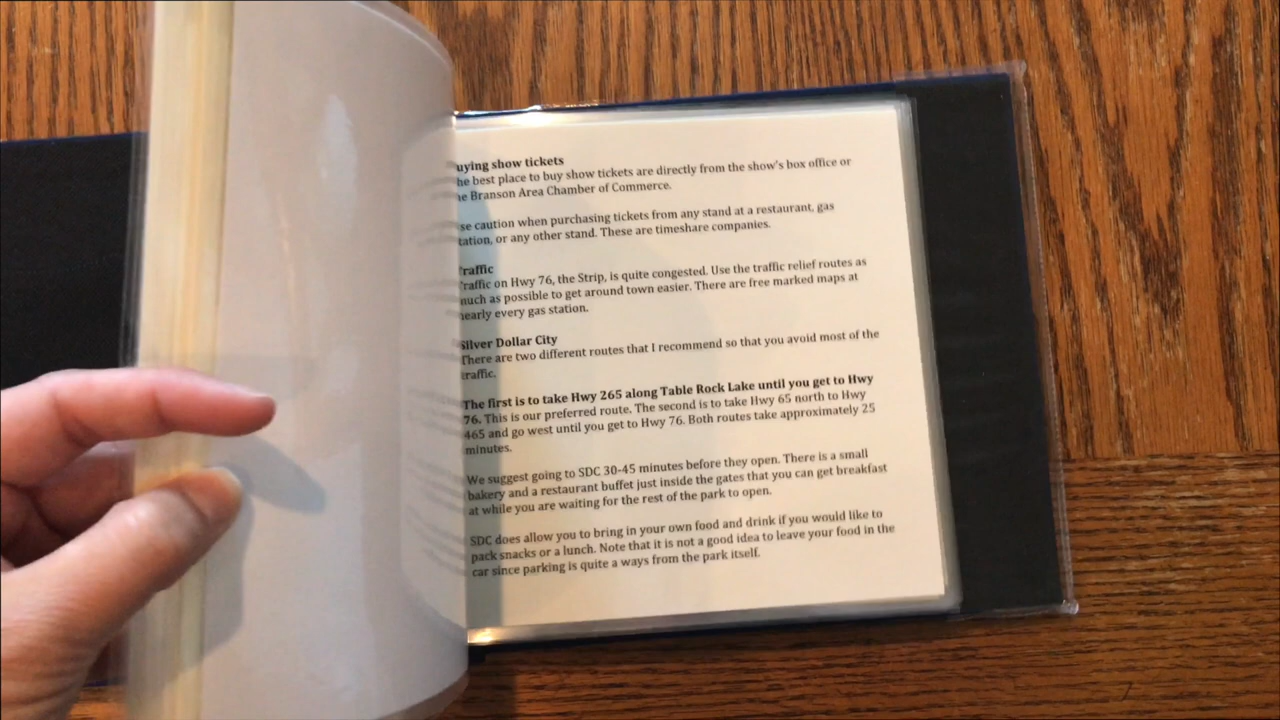 uying show tickets
he best place to buy show tickets are directly from the show's box office or
e Branson Area Chamber of Commerce.
se caution when purchasing tickets from any stand at a restaurant, gas
tation, or any other stand. These are timeshare companies.
raffic
raffic on Hwy 76, the Strip, is quite congested. Use the traffic relief routes as
much as possible to get around town easier. There are free marked maps at
nearly every gas station.
Silver Dollar City
There are two different routes that I recommend so that you avoid most of the
traffic.
The first is to take Hwy 265 along Table Rock Lake until you get to Hwy
76. This is our preferred route. The second is to take Hwy 65 north to Hwy
465 and go west until you get to Hwy 76. Both routes take approximately 25
minutes.
We suggest going to SDC 30-45 minutes before they open. There is a small
bakery and a restaurant buffet just inside the gates that you can get breakfast
at while you are waiting for the rest of the park to open.
SDC does allow you to bring in your own food and drink if you would like to
pack snacks or a lunch. Note that it is not a good idea to leave your food in the
car since parking is quite a ways from the park itself.